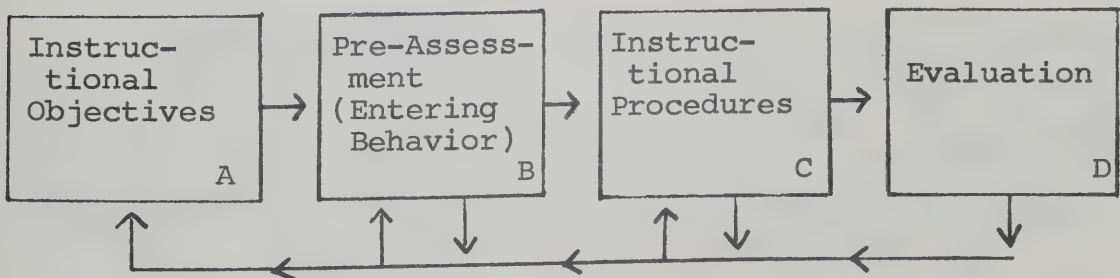 Instruc-
tional
Objectives
A
Pre-Assess-
ment
(Entering
Behavior)
B
Instruc-
tional
Procedures
C
Evaluation
D